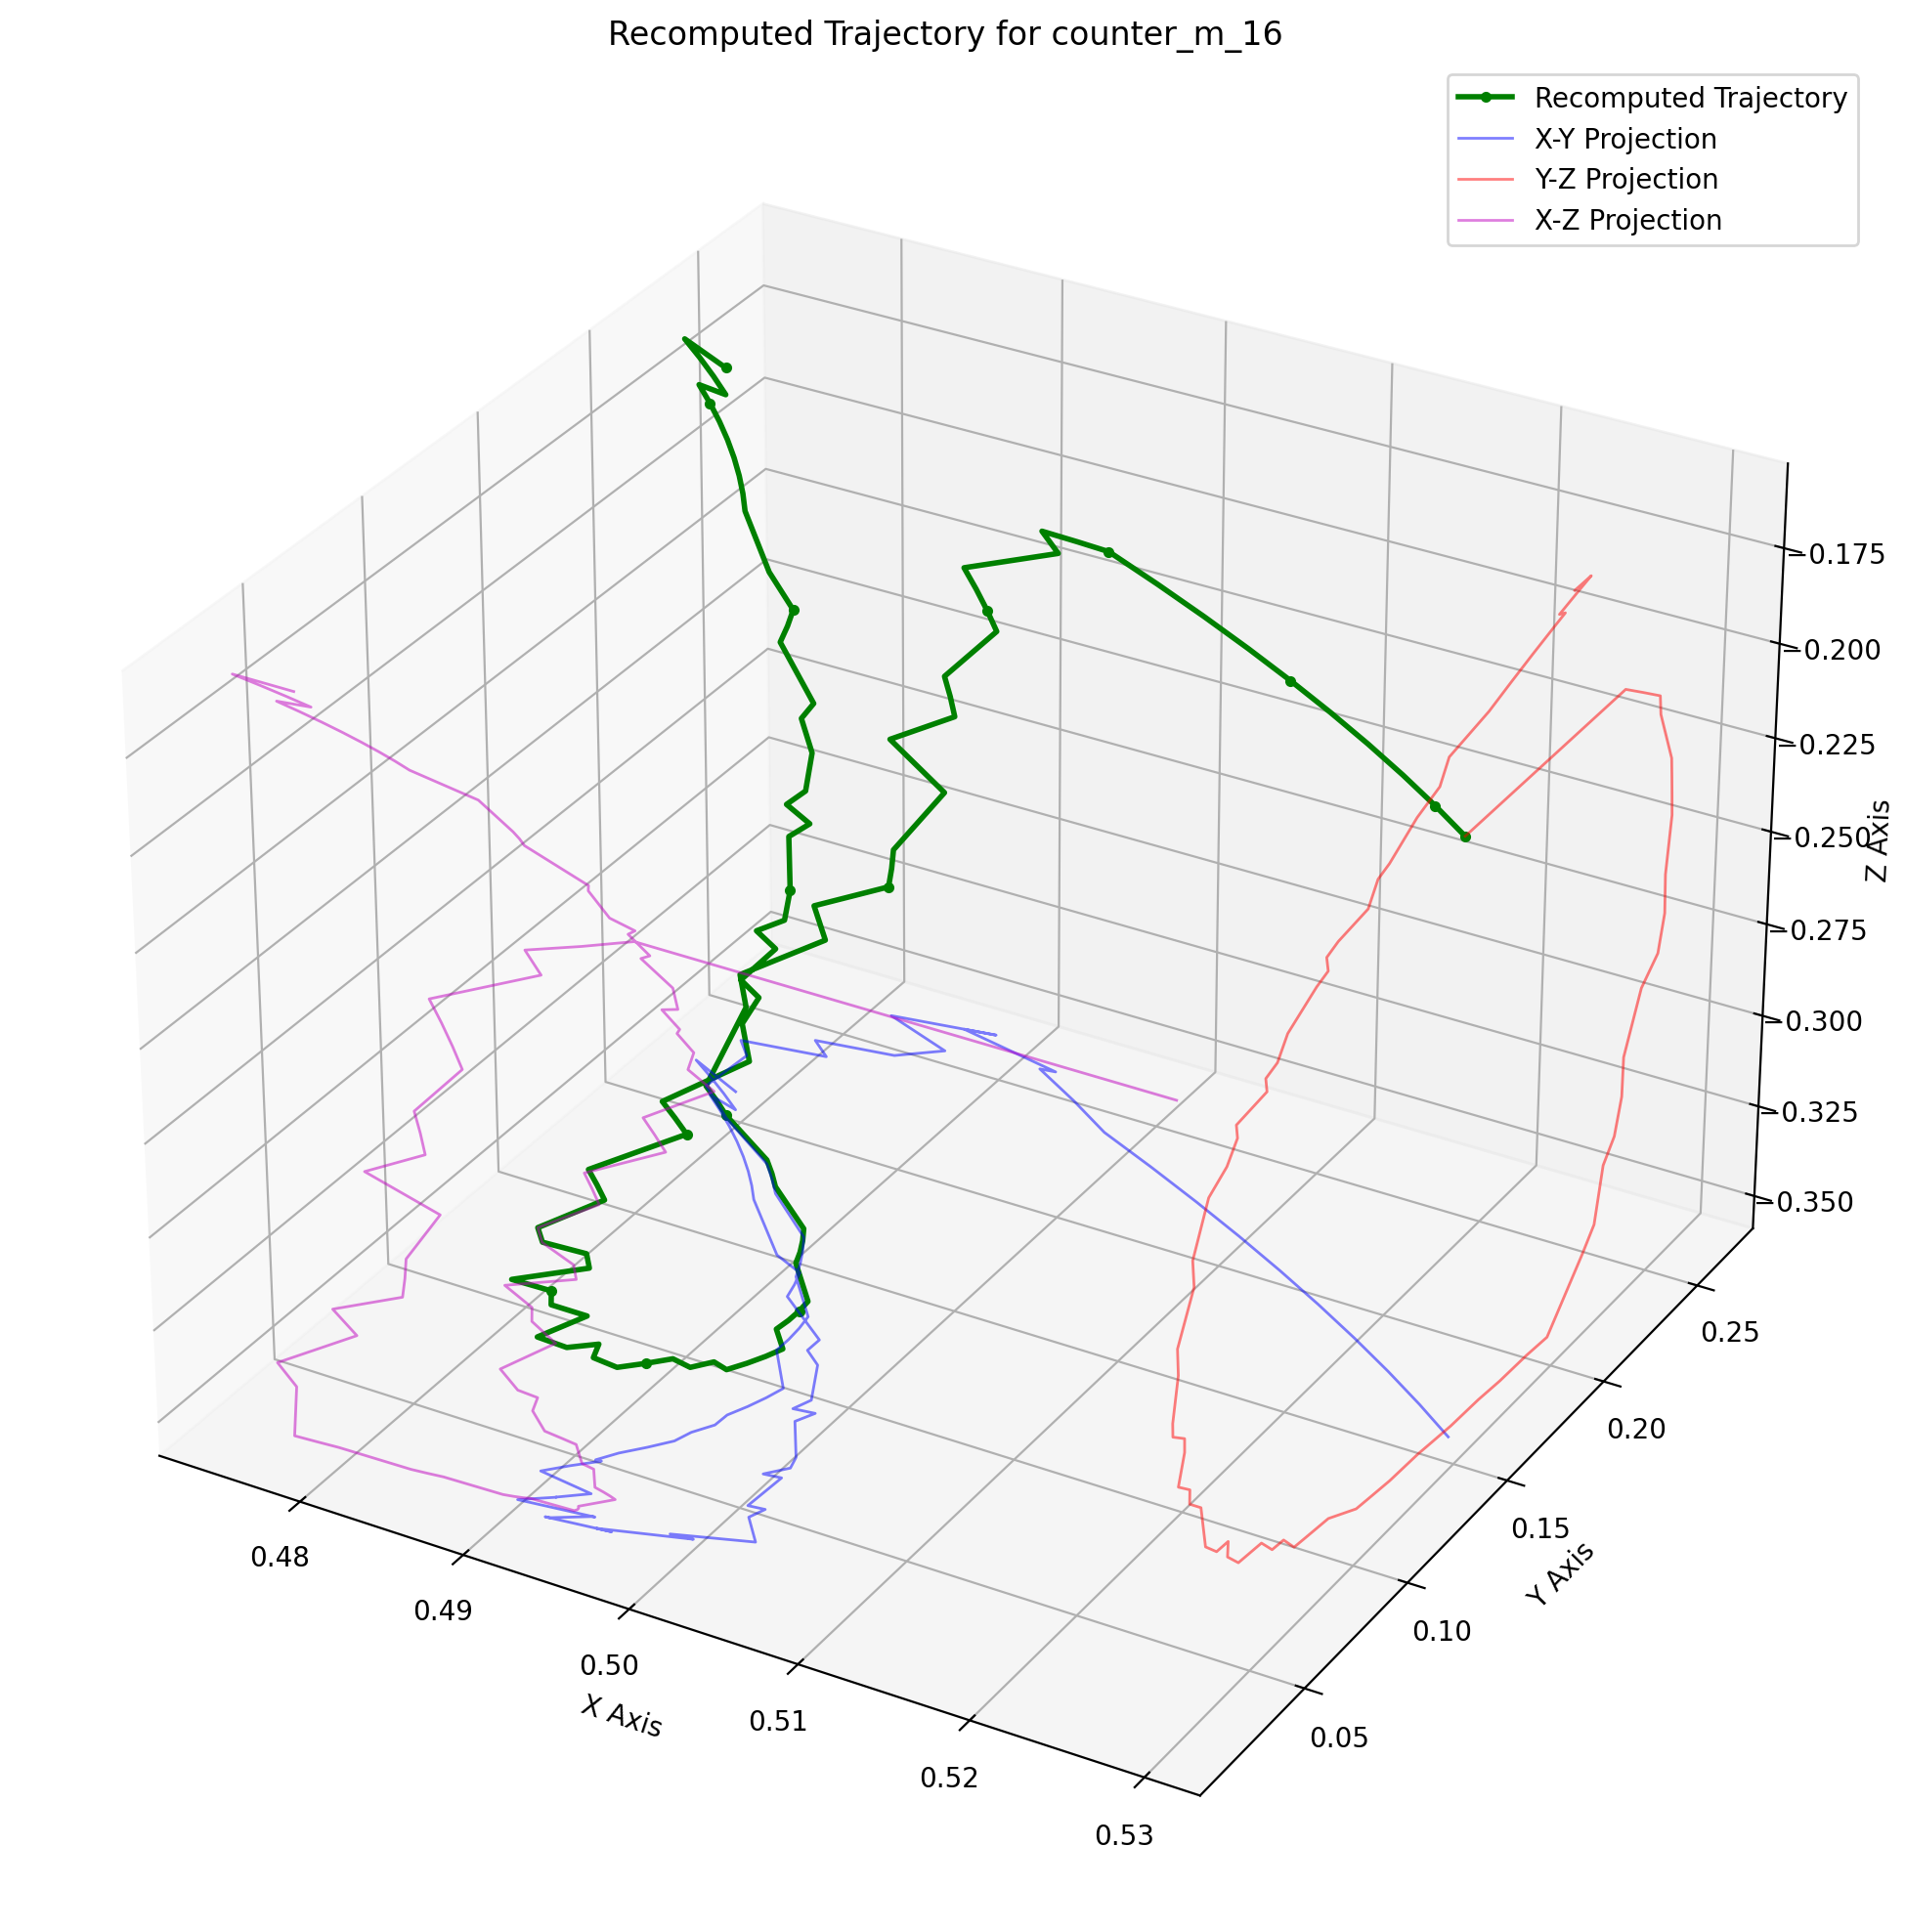 Recomputed Trajectory for counter_m_16
Recomputed Trajectory
X-Y Projection
Y-Z Projection
X-Z Projection
−0.175
−0.200
−0.225
−0.250
−0.275
−0.300
−0.325
−0.350
Z Axis
0.25
0.20
0.15
0.10
0.05
Y Axis
0.48
0.49
0.50
0.51
0.52
0.53
X Axis